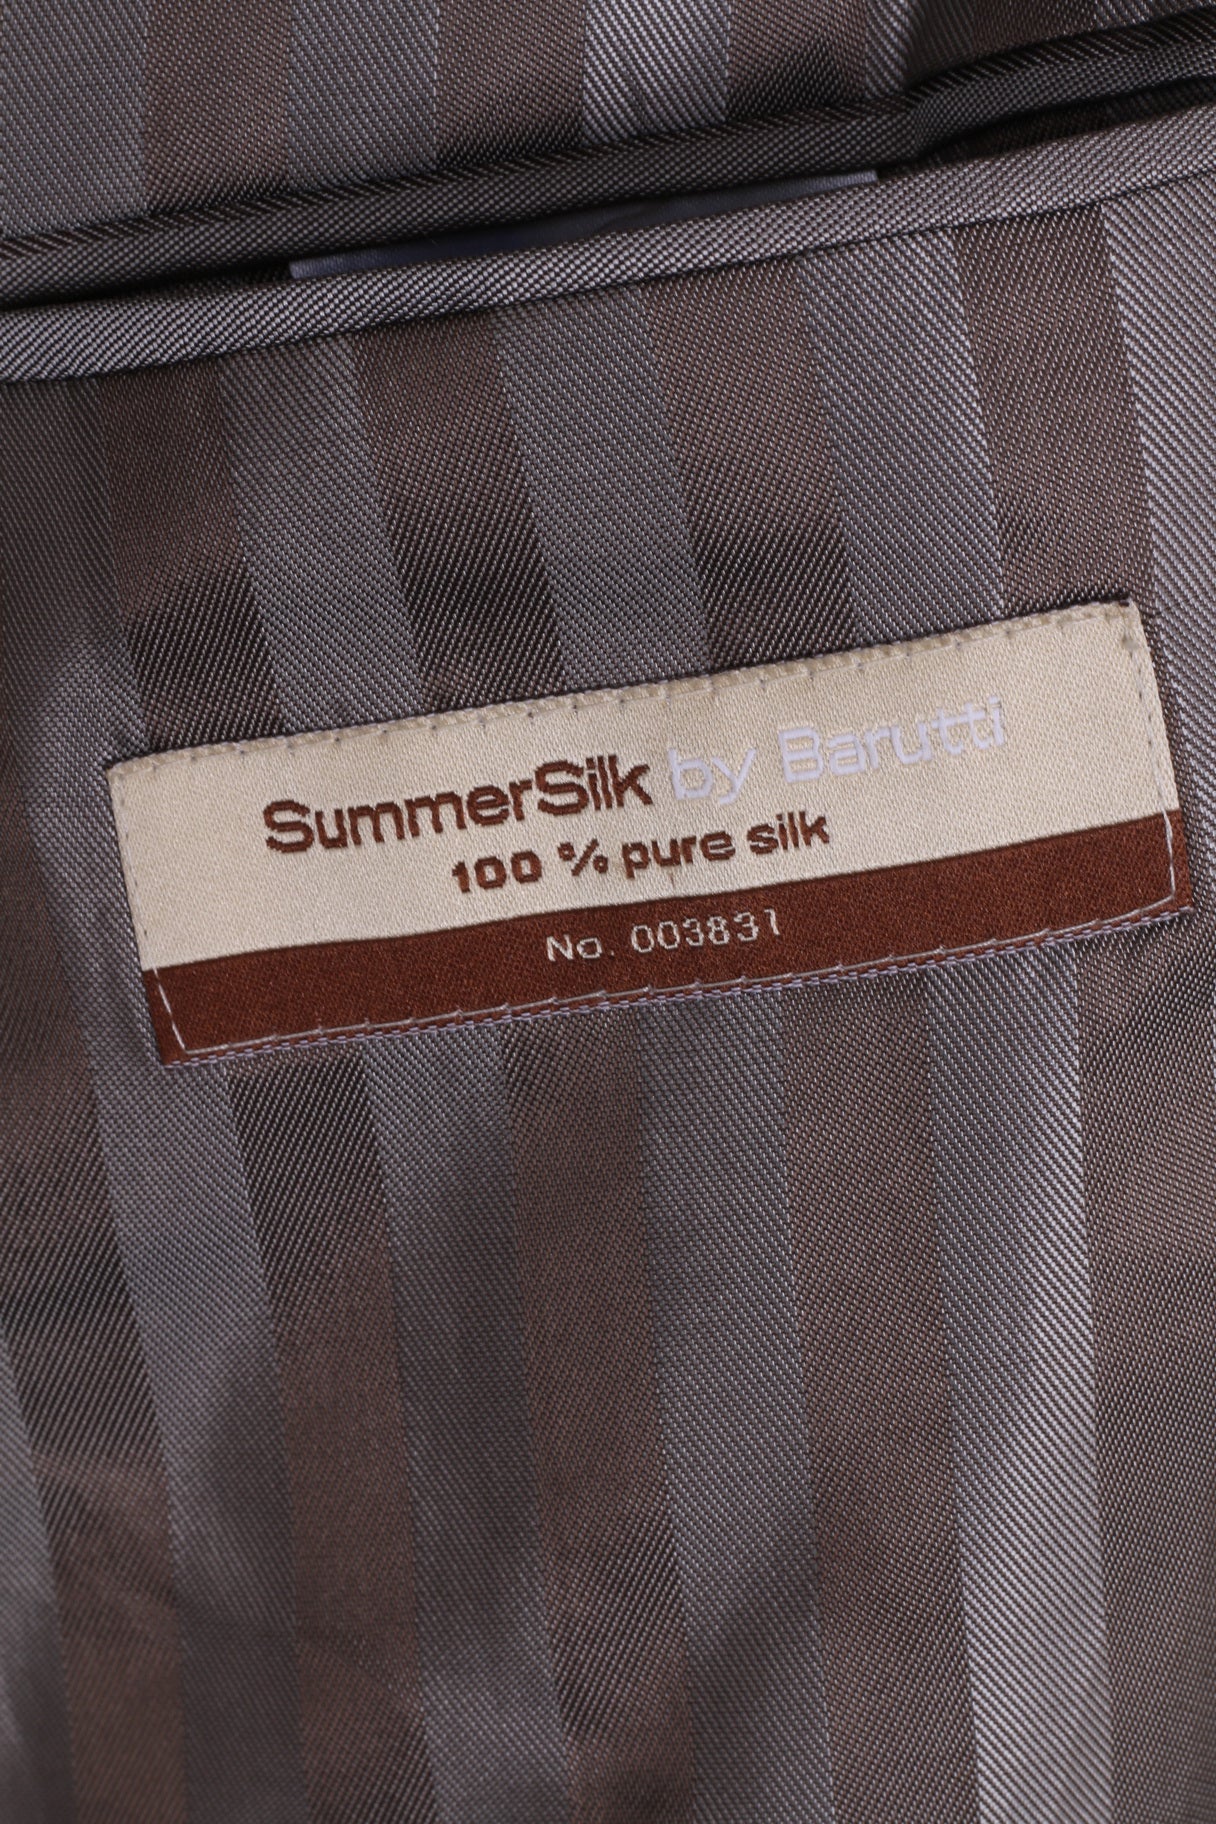 SummerSilk by Barutti
100 % pure silk
No. 003831